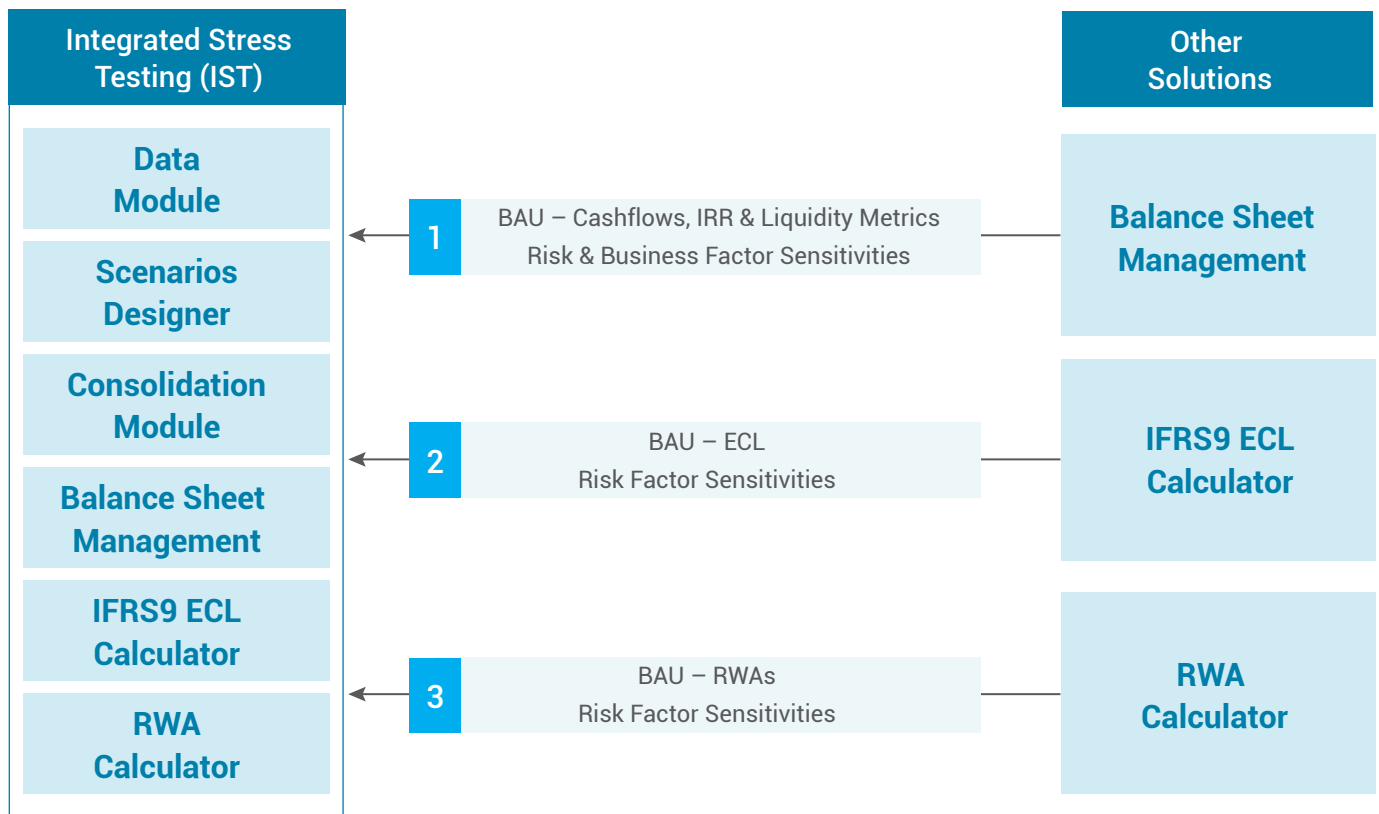 Integrated Stress
Testing (IST)
Data
Module
Scenarios
Designer
Consolidation
Module
Balance Sheet
Management
IFRS9 ECL
Calculator
RWA
Calculator
1
BAU – Cashflows, IRR & Liquidity Metrics
Risk & Business Factor Sensitivities
2
BAU – ECL
Risk Factor Sensitivities
3
BAU – RWAs
Risk Factor Sensitivities
Other
Solutions
Balance Sheet
Management
IFRS9 ECL
Calculator
RWA
Calculator